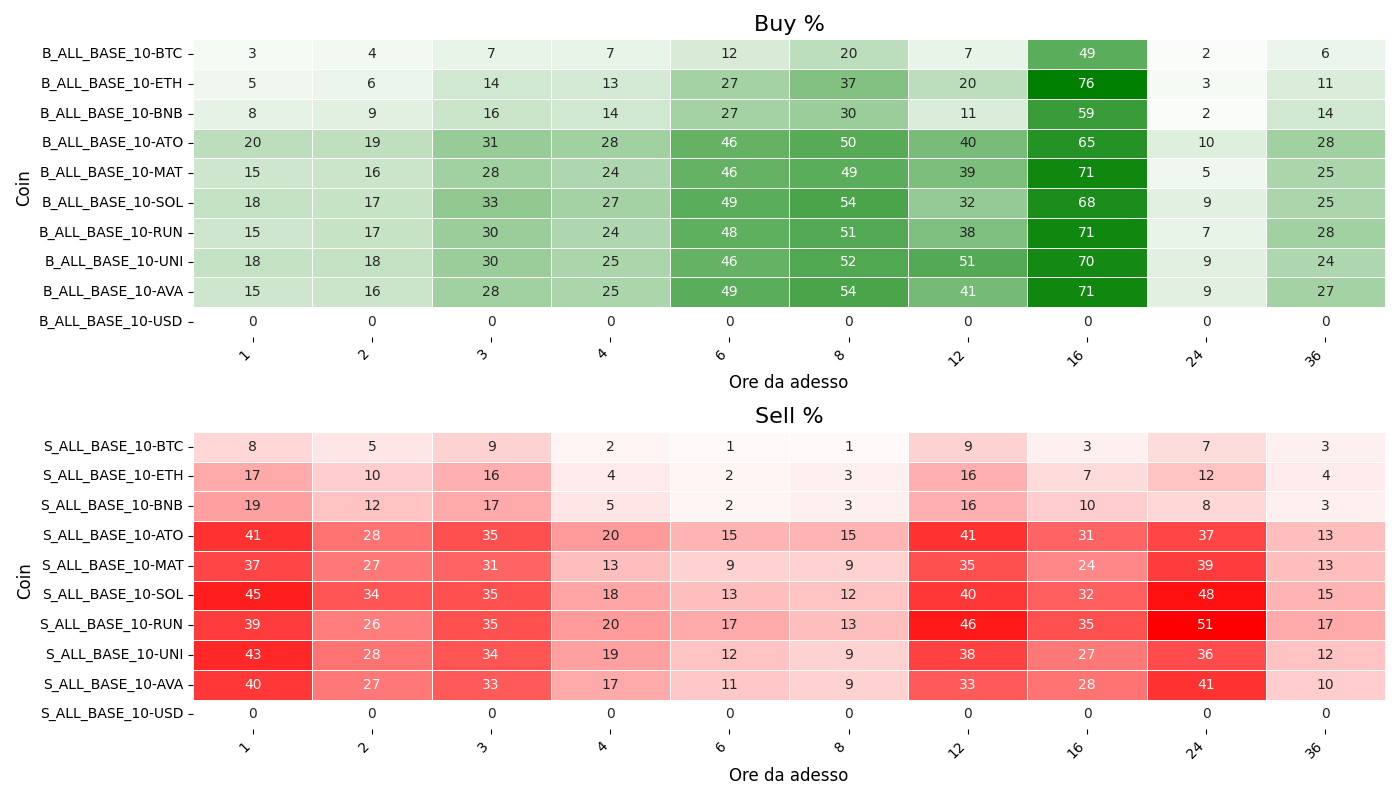 Buy %
Coin
B_ALL_BASE_10-BTC 3 4 7 7 12 20 7 49 2 6
B_ALL_BASE_10-ETH 5 6 14 13 27 37 20 76 3 11
B_ALL_BASE_10-BNB 8 9 16 14 27 30 11 59 2 14
B_ALL_BASE_10-ATO 20 19 31 28 46 50 40 65 10 28
B_ALL_BASE_10-MAT 15 16 28 24 46 49 39 71 5 25
B_ALL_BASE_10-SOL 18 17 33 27 49 54 32 68 9 25
B_ALL_BASE_10-RUN 15 17 30 24 48 51 38 71 7 28
B_ALL_BASE_10-UNI 18 18 30 25 46 52 51 70 9 24
B_ALL_BASE_10-AVA 15 16 28 25 49 54 41 71 9 27
B_ALL_BASE_10-USD 0 0 0 0 0 0 0 0 0 0
1 2 3 4 6 8 12 16 24 36
Ore da adesso
Sell %
Coin
S_ALL_BASE_10-BTC 8 5 9 2 1 1 9 3 7 3
S_ALL_BASE_10-ETH 17 10 16 4 2 3 16 7 12 4
S_ALL_BASE_10-BNB 19 12 17 5 2 3 16 10 8 3
S_ALL_BASE_10-ATO 41 28 35 20 15 15 41 31 37 13
S_ALL_BASE_10-MAT 37 27 31 13 9 9 35 24 39 13
S_ALL_BASE_10-SOL 45 34 35 18 13 12 40 32 48 15
S_ALL_BASE_10-RUN 39 26 35 20 17 13 46 35 51 17
S_ALL_BASE_10-UNI 43 28 34 19 12 9 38 27 36 12
S_ALL_BASE_10-AVA 40 27 33 17 11 9 33 28 41 10
S_ALL_BASE_10-USD 0 0 0 0 0 0 0 0 0 0
1 2 3 4 6 8 12 16 24 36
Ore da adesso